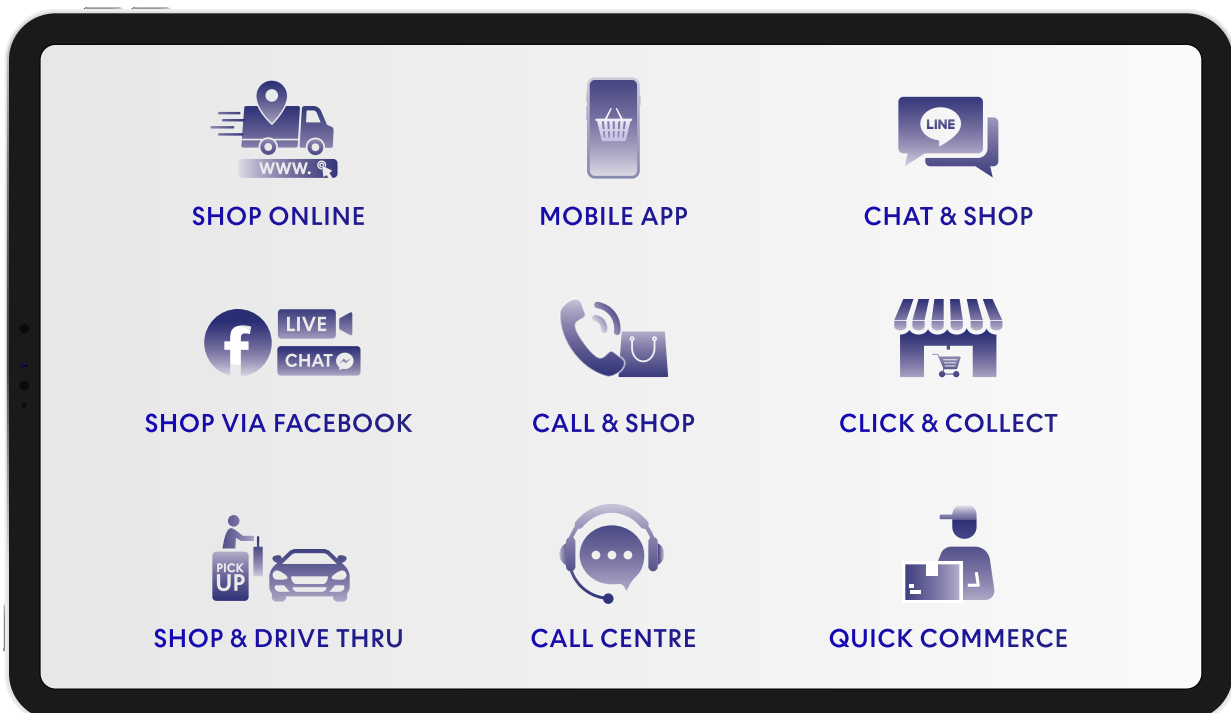 WWW.
SHOP ONLINE
MOBILE APP
LINE
CHAT & SHOP
f
LIVE
CHAT
SHOP VIA FACEBOOK
CALL & SHOP
CLICK & COLLECT
PICK
UP
SHOP & DRIVE THRU
CALL CENTRE
QUICK COMMERCE